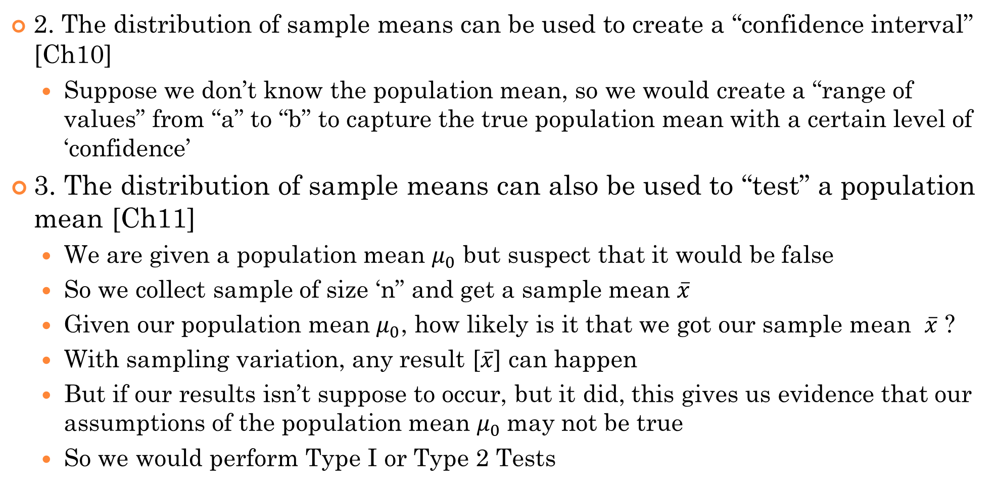 2. The distribution of sample means can be used to create a “confidence interval”
[Ch10]
Suppose we don’t know the population mean, so we would create a “range of
values” from “a” to “b” to capture the true population mean with a certain level of
‘confidence’
3. The distribution of sample means can also be used to “test” a population
mean [Ch11]
We are given a population mean μ₀ but suspect that it would be false
So we collect sample of size ‘n” and get a sample mean x̄
Given our population mean μ₀, how likely is it that we got our sample mean x̄ ?
With sampling variation, any result [x̄] can happen
But if our results isn’t suppose to occur, but it did, this gives us evidence that our
assumptions of the population mean μ₀ may not be true
So we would perform Type I or Type 2 Tests